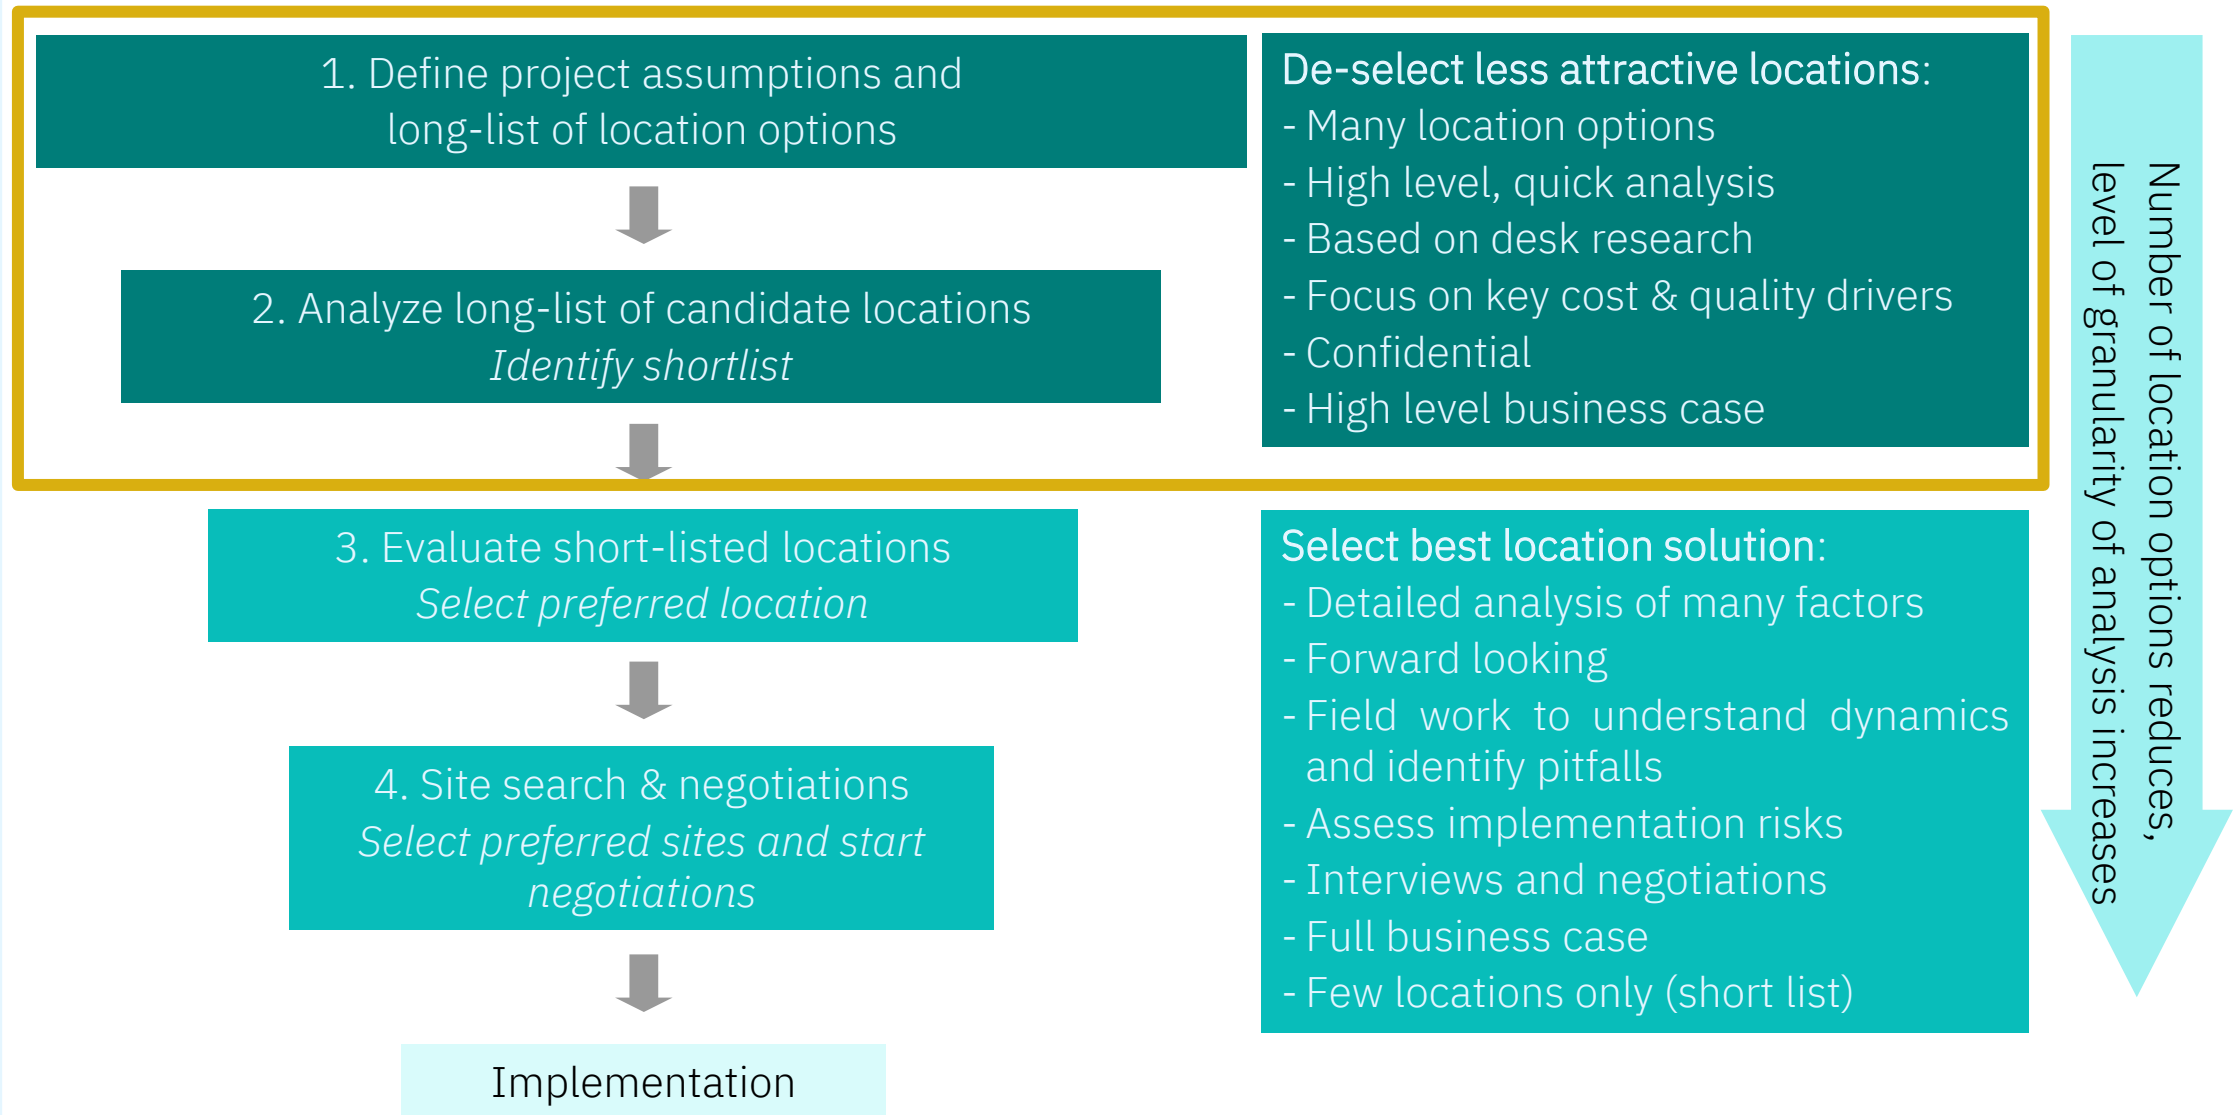 1. Define project assumptions and
long-list of location options
2. Analyze long-list of candidate locations
Identify shortlist
De-select less attractive locations:
- Many location options
- High level, quick analysis
- Based on desk research
- Focus on key cost & quality drivers
- Confidential
- High level business case
3. Evaluate short-listed locations
Select preferred location
4. Site search & negotiations
Select preferred sites and start
negotiations
Implementation
Select best location solution:
- Detailed analysis of many factors
- Forward looking
- Field work to understand dynamics
and identify pitfalls
- Assess implementation risks
- Interviews and negotiations
- Full business case
- Few locations only (short list)
Number of location options reduces,
level of granularity of analysis increases